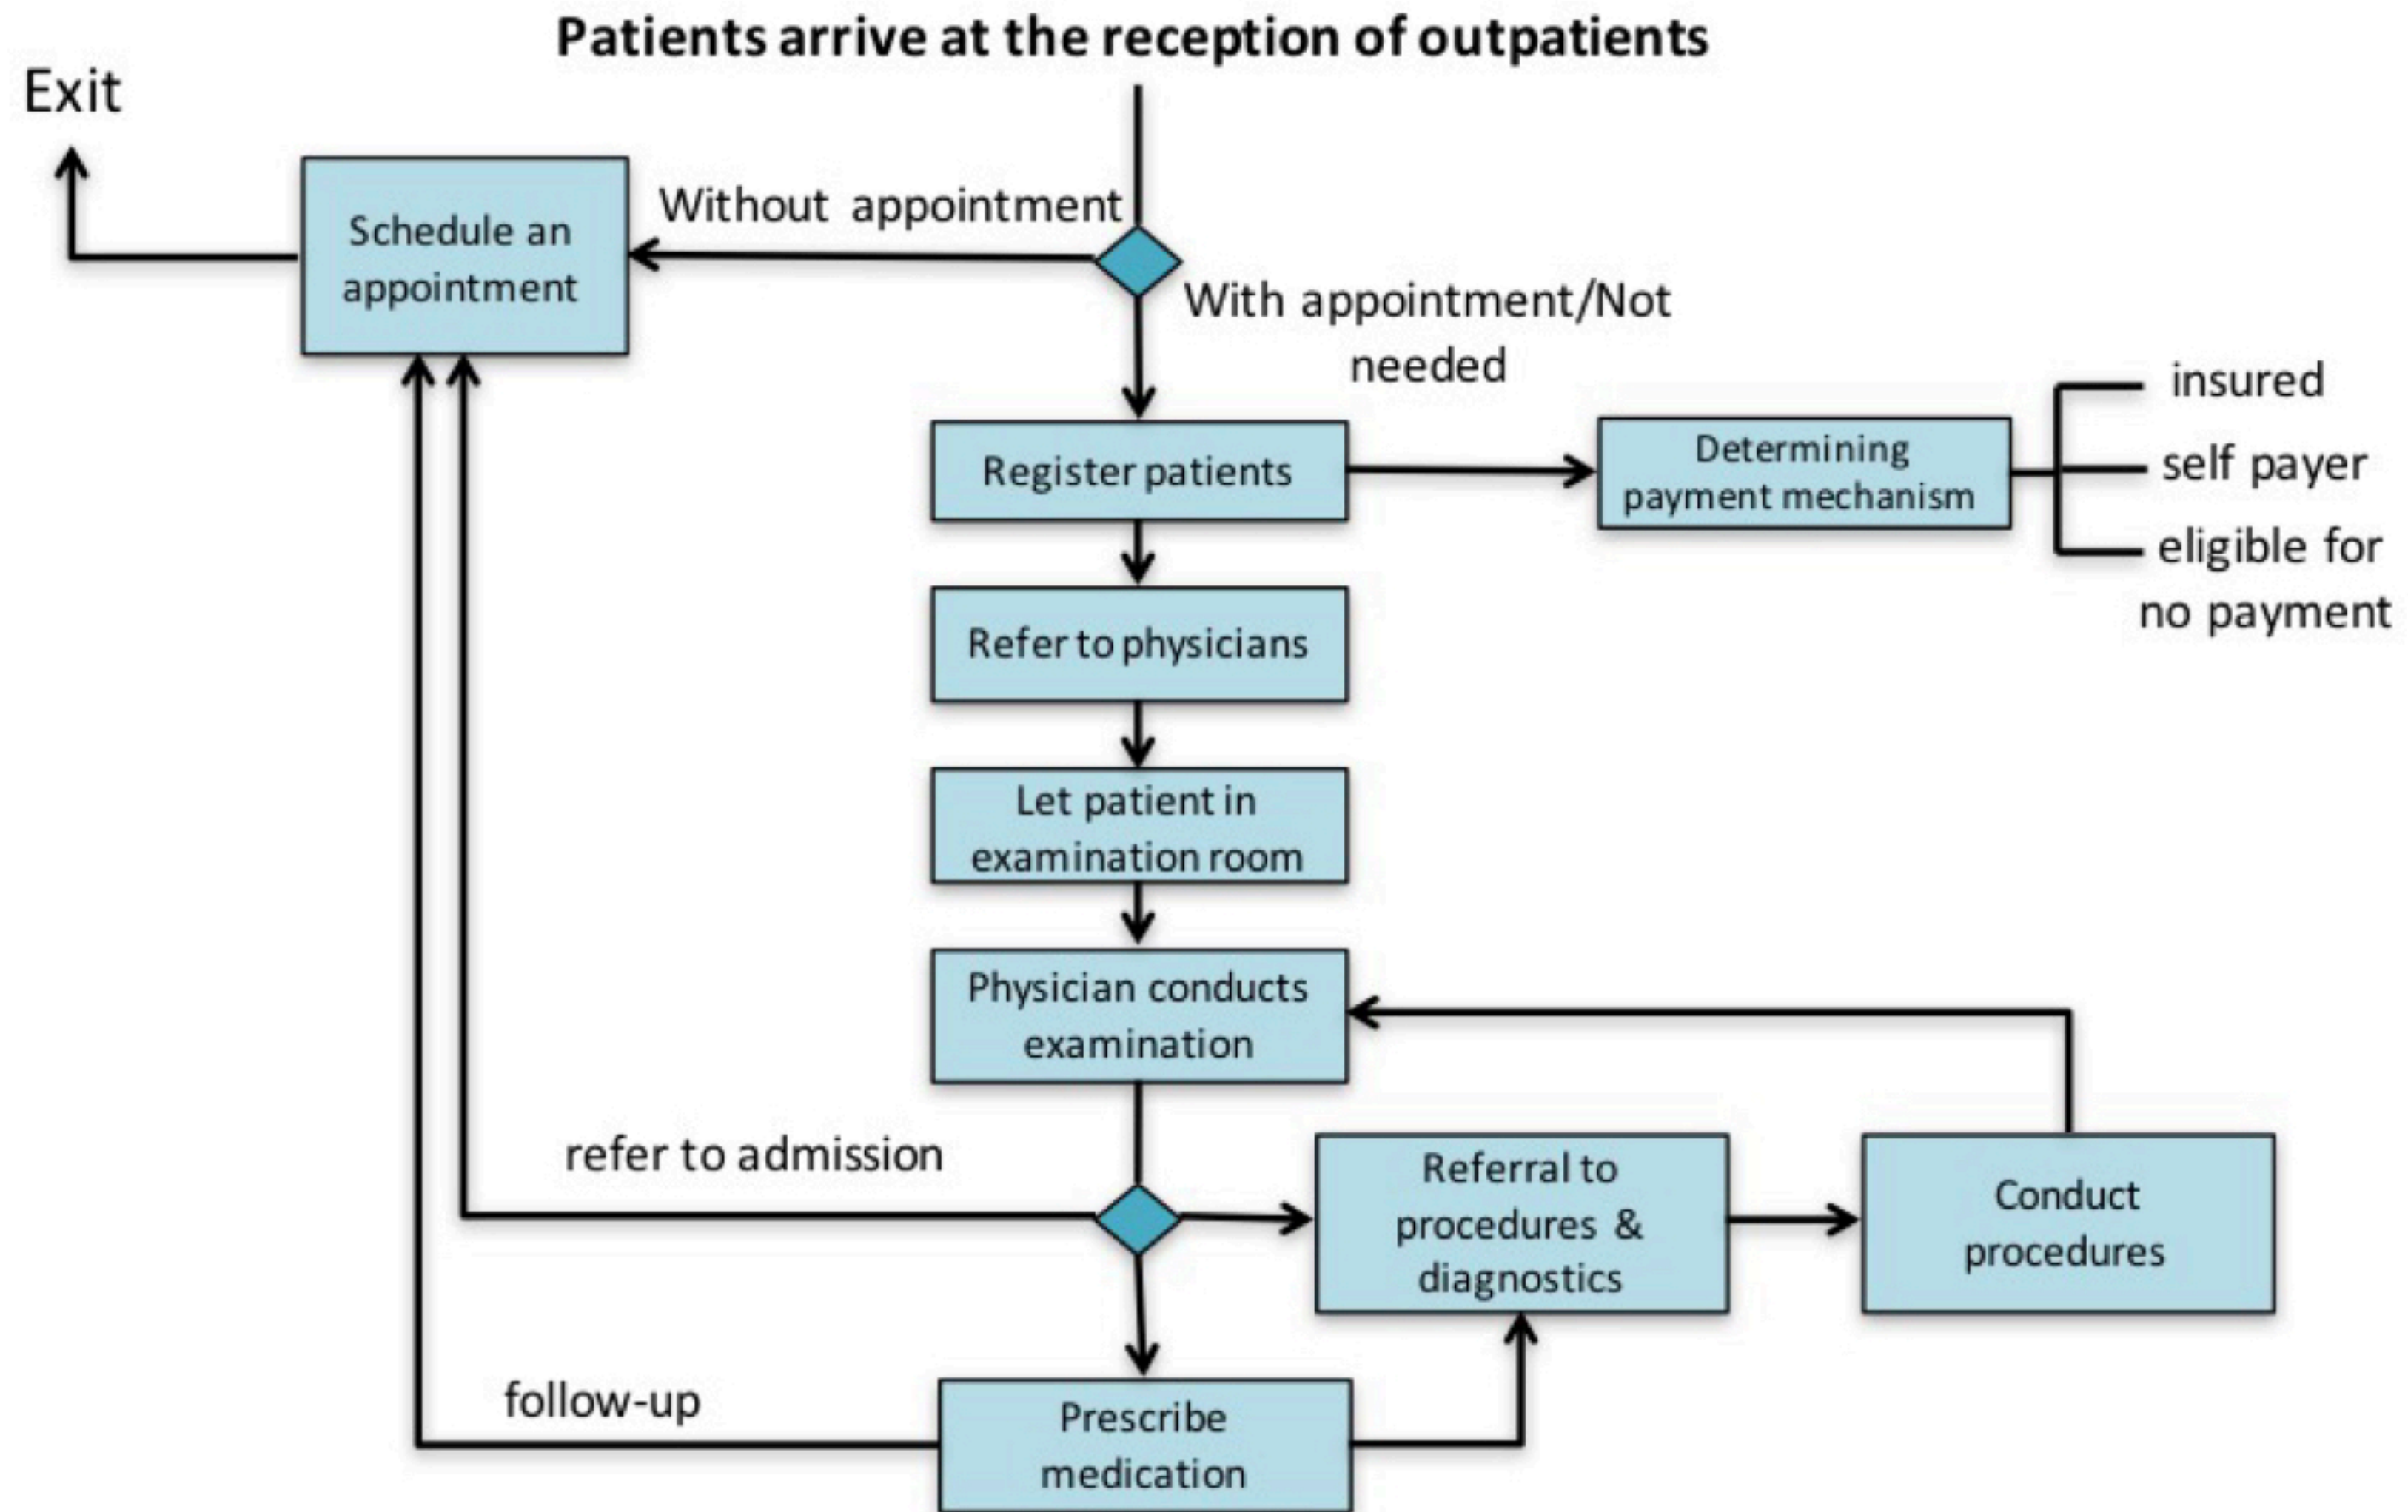 Patients arrive at the reception of outpatients
Exit
Schedule an
appointment
Without appointment
With appointment/Not
needed
Register patients
Determining
payment mechanism
insured
self payer
eligible for
no payment
Refer to physicians
Let patient in
examination room
Physician conducts
examination
refer to admission
Referral to
procedures &
diagnostics
Conduct
procedures
follow-up
Prescribe
medication